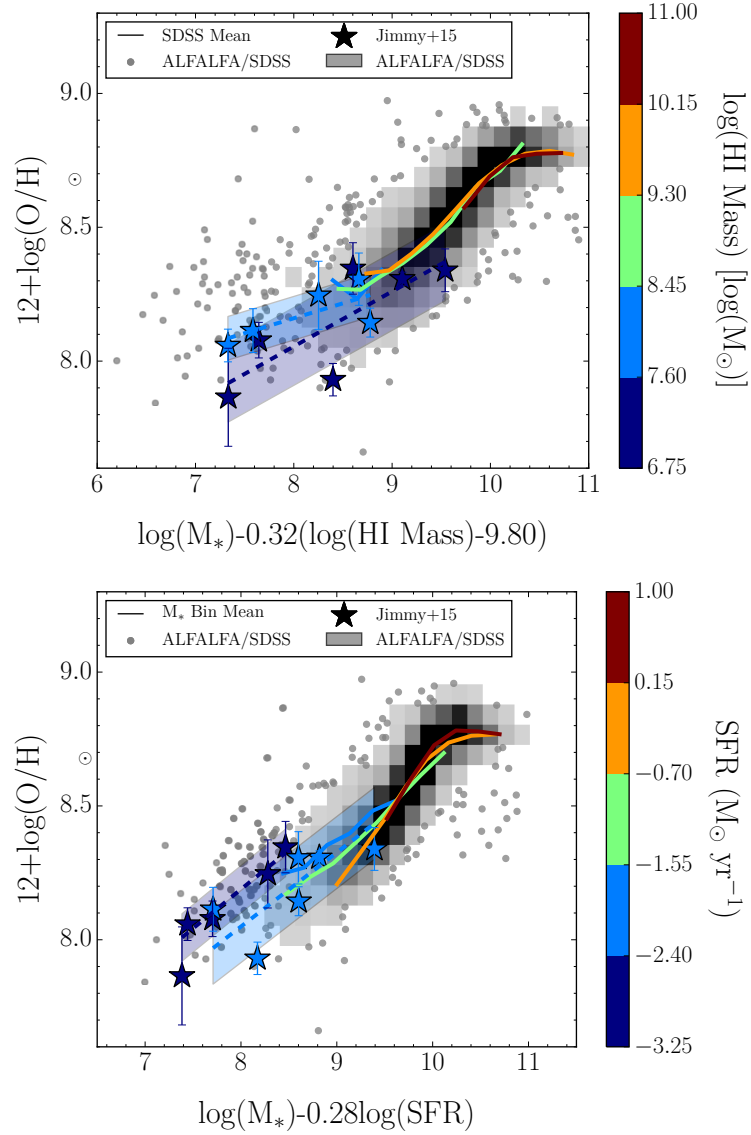 SDSS Mean
Jimmy+15
ALFALFA/SDSS
ALFALFA/SDSS
12+log(O/H)⊙
9.0
8.5
8.0
6 7 8 9 10 11
log(M*)-0.32(log(HI Mass)-9.80)
11.00
10.15
9.30
8.45
7.60
6.75
log(HI Mass) [log(M⊙)]
M* Bin Mean
Jimmy+15
ALFALFA/SDSS
ALFALFA/SDSS
12+log(O/H)⊙
9.0
8.5
8.0
7 8 9 10 11
log(M*)-0.28log(SFR)
1.00
0.15
−0.70
−1.55
−2.40
−3.25
SFR (M⊙ yr⁻¹)